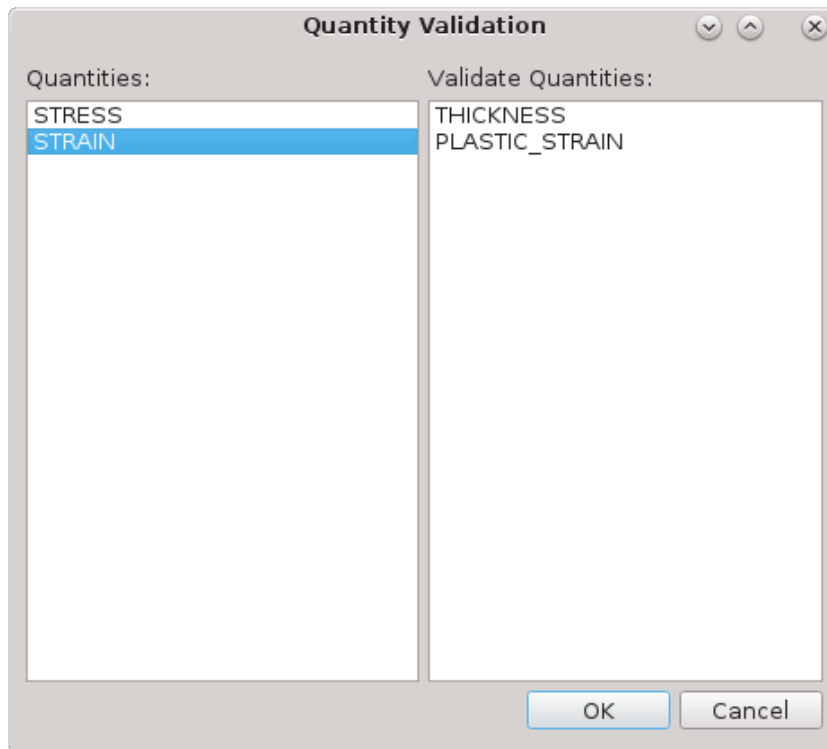 Quantity Validation
Quantities:
STRESS
STRAIN
Validate Quantities:
THICKNESS
PLASTIC_STRAIN
OK
Cancel